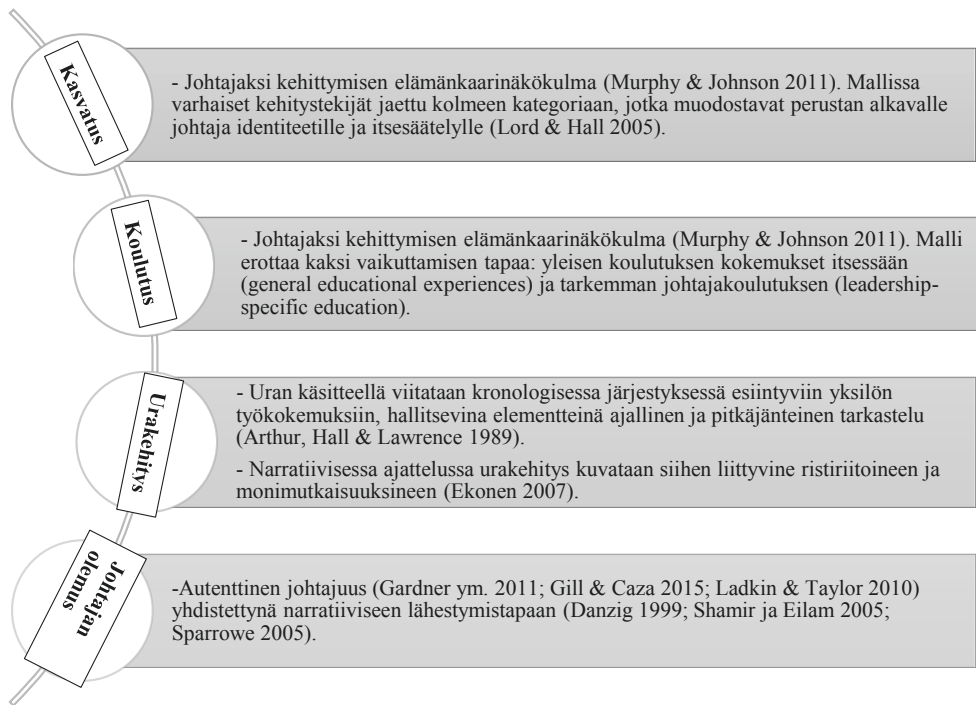 Kasvatus
- Johtajaksi kehittymisen elämänkaarinäkökulma (Murphy & Johnson 2011). Mallissa
varhaiset kehitystekijät jaettu kolmeen kategoriaan, jotka muodostavat perustan alkavalle
johtaja identiteetille ja itsesäätelylle (Lord & Hall 2005).
Koulutus
- Johtajaksi kehittymisen elämänkaarinäkökulma (Murphy & Johnson 2011). Malli
erottaa kaksi vaikuttamisen tapaa: yleisen koulutuksen kokemukset itsessään
(general educational experiences) ja tarkemman johtajakoulutuksen (leadership-
specific education).
Urakehitys
- Uran käsitteellä viitataan kronologisessa järjestyksessä esiintyviin yksilön
työkokemuksiin, hallitsevina elementteinä ajallinen ja pitkäjänteinen tarkastelu
(Arthur, Hall & Lawrence 1989).
- Narratiivisessa ajattelussa urakehitys kuvataan siihen liittyvine ristiriitoineen ja
monimutkaisuuksineen (Ekonen 2007).
Johtajan
olemus
-Autenttinen johtajuus (Gardner ym. 2011; Gill & Caza 2015; Ladkin & Taylor 2010)
yhdistettynä narratiiviseen lähestymistapaan (Danzig 1999; Shamir ja Eilam 2005;
Sparrowe 2005).